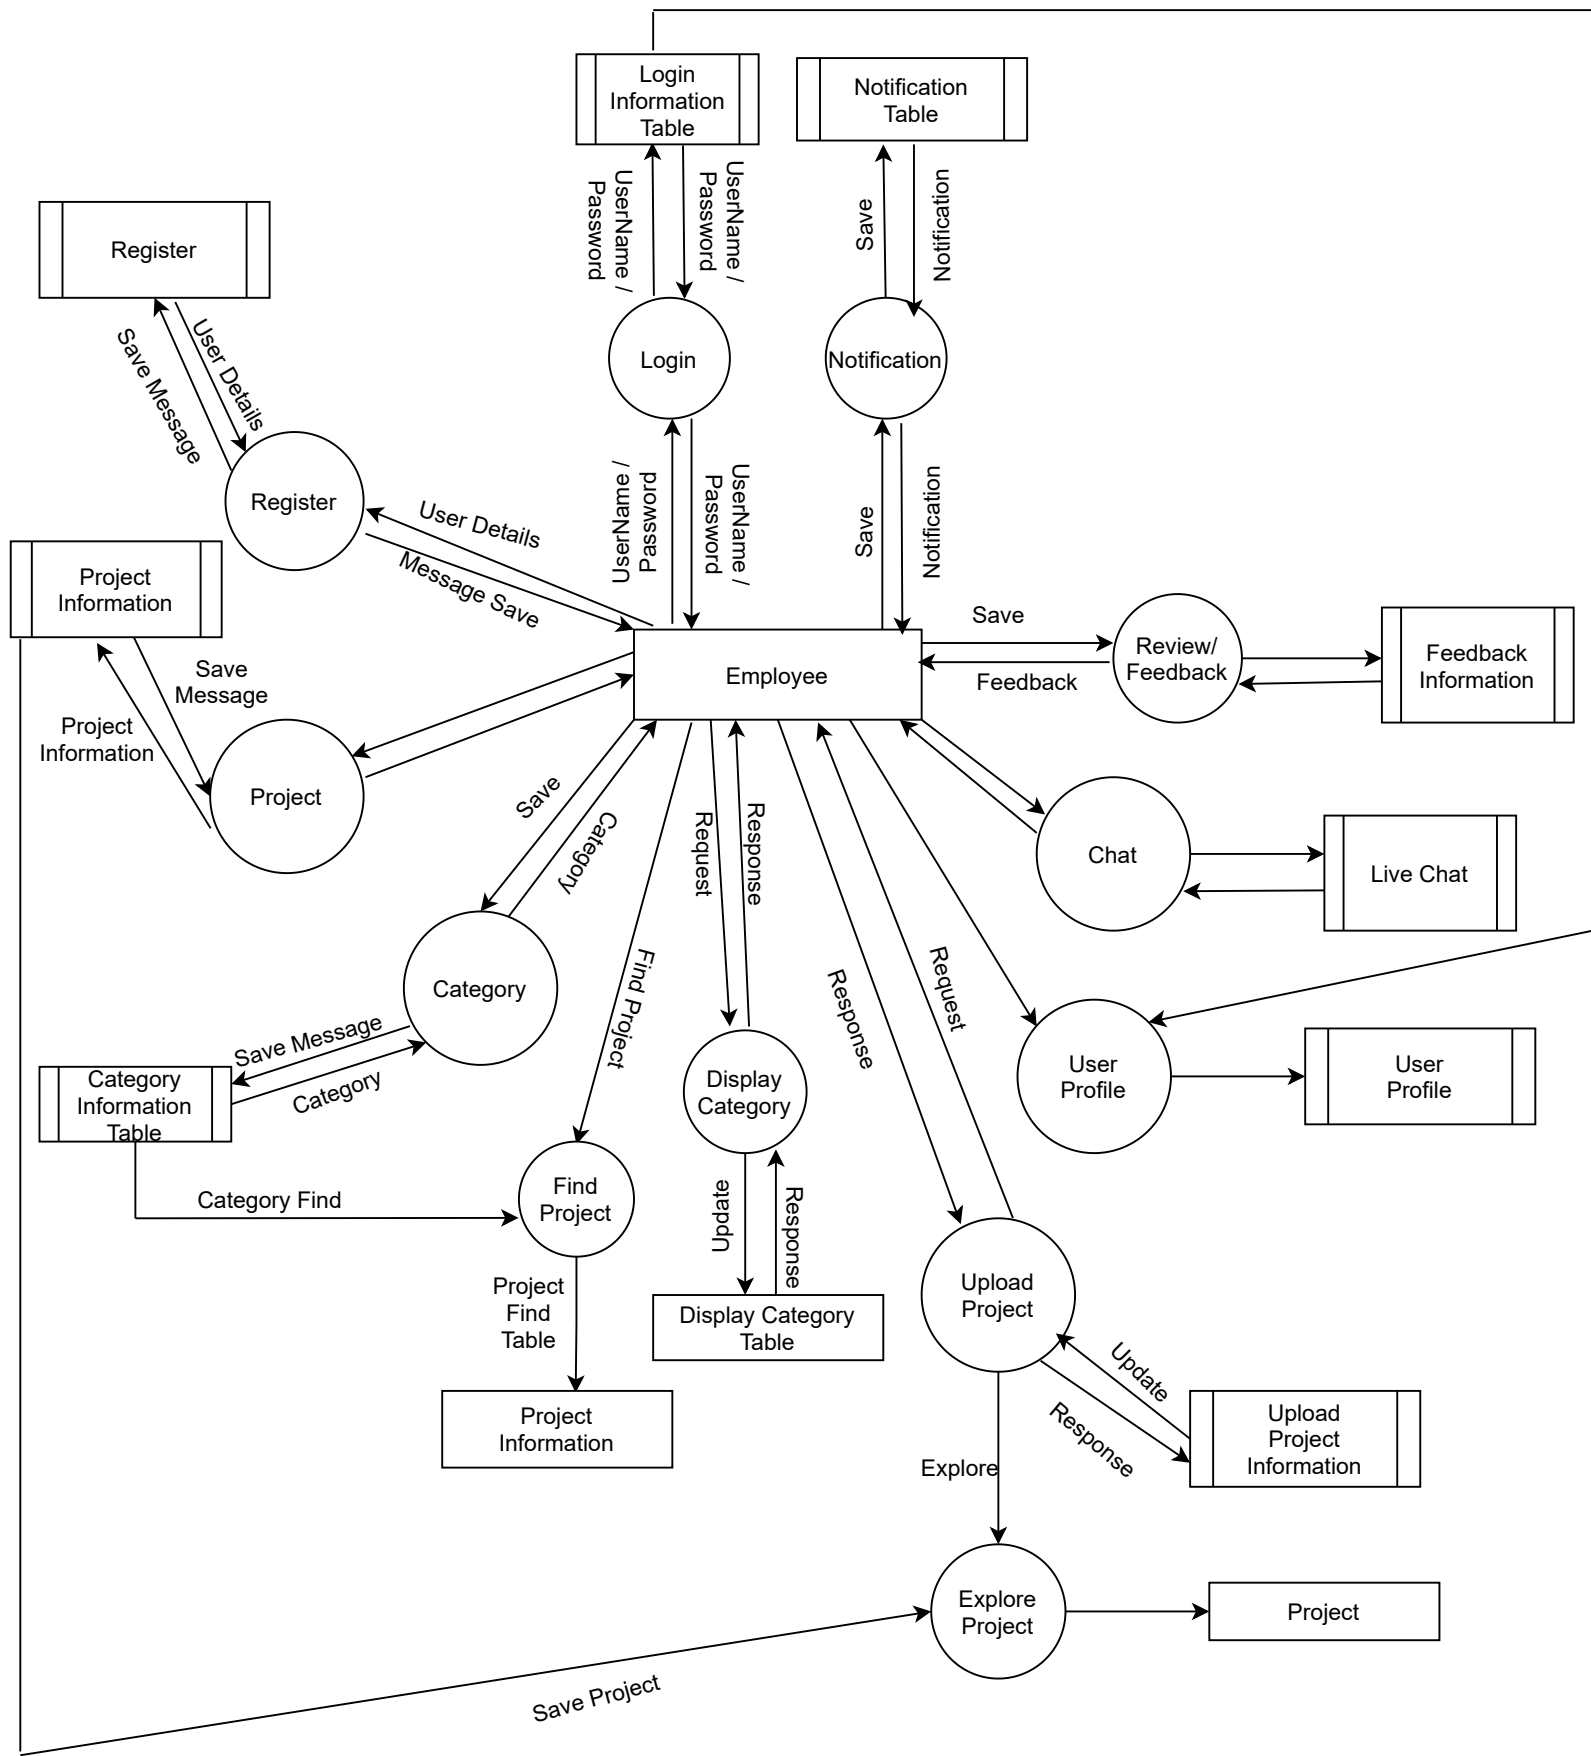 Login
Information
Table
Notification
Table
UserName /
Password
UserName /
Password
Save
Notification
Register
User Details
Save Message
Login
Notification
Register
User Details
Message Save
UserName /
Password
UserName /
Password
Save
Notification
Project
Information
Save
Message
Project
Information
Project
Employee
Save
Feedback
Review/
Feedback
Feedback
Information
Chat
Live Chat
Save
Category
Request
Response
Find Project
Response
Request
Category
Save Message
Category
Category
Information
Table
Category Find
Find
Project
Display
Category
User
Profile
User
Profile
Update
Response
Project
Find
Table
Display Category
Table
Project
Information
Upload
Project
Update
Response
Upload
Project
Information
Explore
Explore
Project
Project
Save Project